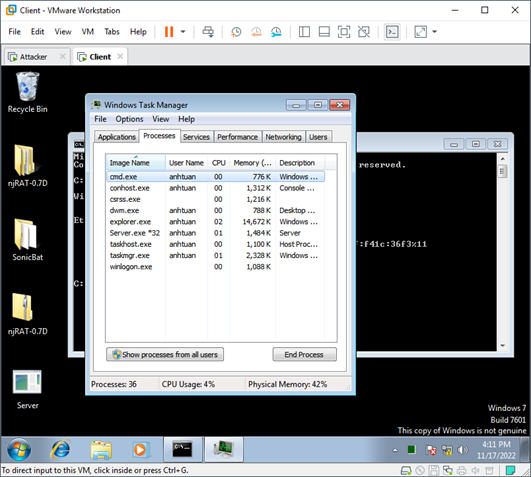 Client - VMware Workstation
File Edit View VM Tabs Help
Attacker Client
Recycle Bin
njRAT-0.7D
SonicBat
njRAT-0.7D
Server
Windows Task Manager
File Options View Help
Applications Processes Services Performance Networking Users
Image Name User Name CPU Memory (... Description
cmd.exe anhtuan 00 776 K Windows ...
conhost.exe anhtuan 00 1,312 K Console ...
csrss.exe 00 1,216 K
dwm.exe anhtuan 00 788 K Desktop ...
explorer.exe anhtuan 02 14,672 K Windows ...
Server.exe *32 anhtuan 01 1,484 K Server
taskhost.exe anhtuan 00 1,100 K Host Proc...
taskmgr.exe anhtuan 01 2,328 K Windows ...
winlogon.exe 00 1,088 K
Show processes from all users End Process
Processes: 36 CPU Usage: 4% Physical Memory: 42%
Mi
Co
reserved.
C:
Wi
Et
:f41c:36f3%11
C:
Windows 7
Build 7601
This copy of Windows is not genuine
4:11 PM
11/17/2022
To direct input to this VM, click inside or press Ctrl+G.